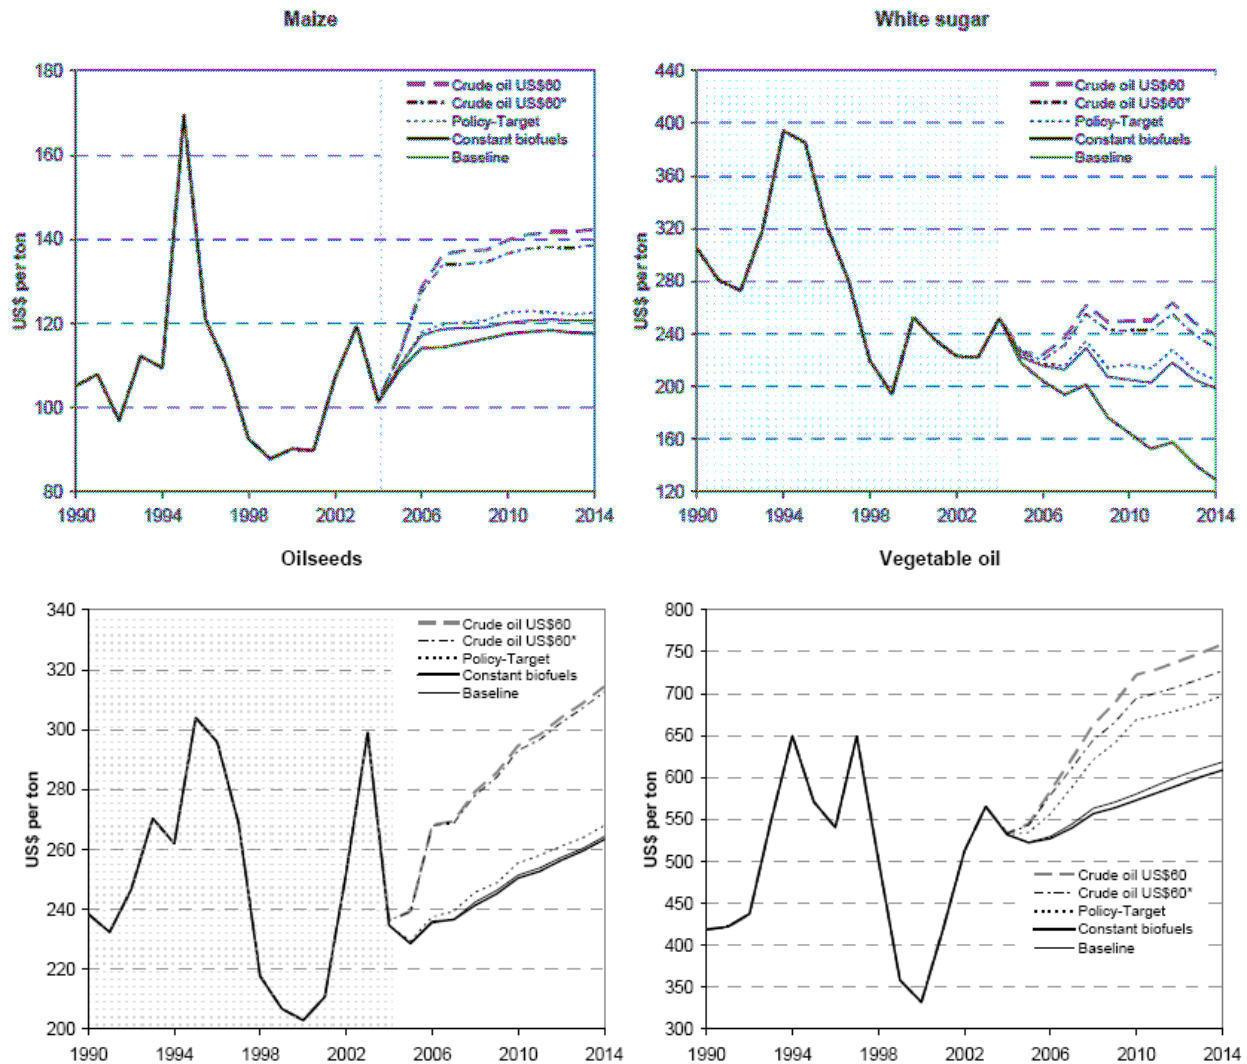 Maize
180
160
140
120
100
80
US$ per ton
1990 1994 1998 2002 2006 2010 2014
Crude oil US$60
Crude oil US$60*
Policy-Target
Constant biofuels
Baseline
White sugar
440
400
360
320
280
240
200
160
120
US$ per ton
1990 1994 1998 2002 2006 2010 2014
Crude oil US$60
Crude oil US$60*
Policy-Target
Constant biofuels
Baseline
Oilseeds
340
320
300
280
260
240
220
200
US$ per ton
1990 1994 1998 2002 2006 2010 2014
Crude oil US$60
Crude oil US$60*
Policy-Target
Constant biofuels
Baseline
Vegetable oil
800
750
700
650
600
550
500
450
400
350
300
US$ per ton
1990 1994 1998 2002 2006 2010 2014
Crude oil US$60
Crude oil US$60*
Policy-Target
Constant biofuels
Baseline